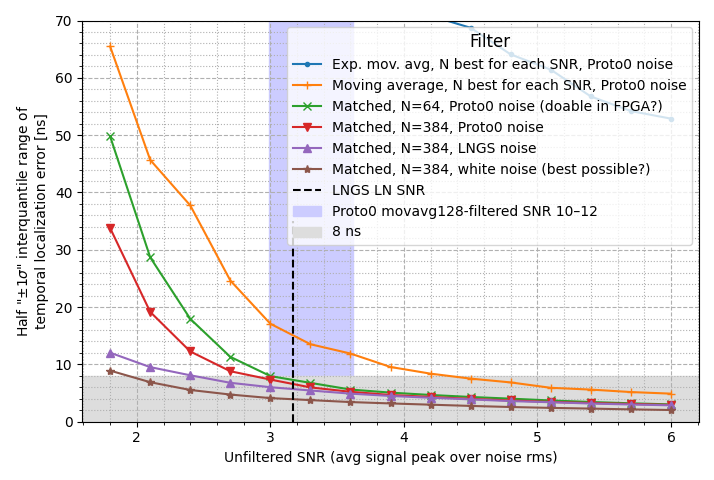 70
60
50
40
30
20
10
0
Half "±1σ" interquantile range of
temporal localization error [ns]
Filter
Exp. mov. avg, N best for each SNR, Proto0 noise
Moving average, N best for each SNR, Proto0 noise
Matched, N=64, Proto0 noise (doable in FPGA?)
Matched, N=384, Proto0 noise
Matched, N=384, LNGS noise
Matched, N=384, white noise (best possible?)
LNGS LN SNR
Proto0 movavg128-filtered SNR 10–12
8 ns
2 3 4 5 6
Unfiltered SNR (avg signal peak over noise rms)